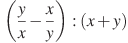 (y/x − x/y) : (x + y)